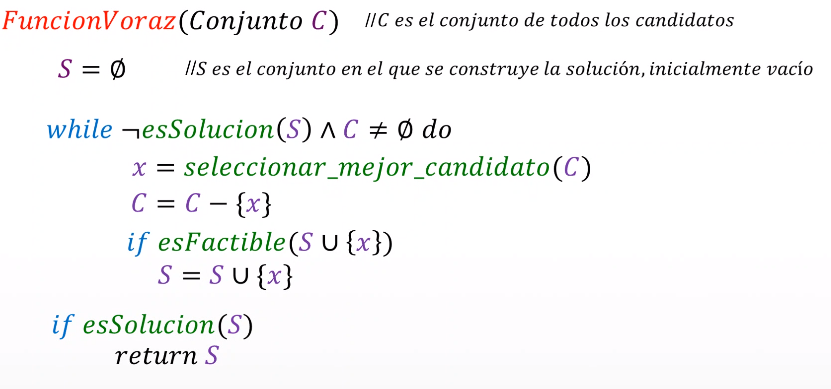 FuncionVoraz(Conjunto C) //C es el conjunto de todos los candidatos
S = ∅ //S es el conjunto en el que se construye la solución, inicialmente vacío
while ¬esSolucion(S) ∧ C ≠ ∅ do
x = seleccionar_mejor_candidato(C)
C = C − {x}
if esFactible(S ∪ {x})
S = S ∪ {x}
if esSolucion(S)
return S